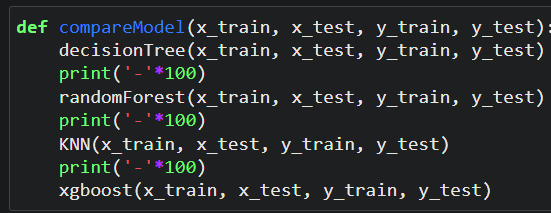 def compareModel(x_train, x_test, y_train, y_test):
    decisionTree(x_train, x_test, y_train, y_test)
    print('-'*100)
    randomForest(x_train, x_test, y_train, y_test)
    print('-'*100)
    KNN(x_train, x_test, y_train, y_test)
    print('-'*100)
    xgboost(x_train, x_test, y_train, y_test)